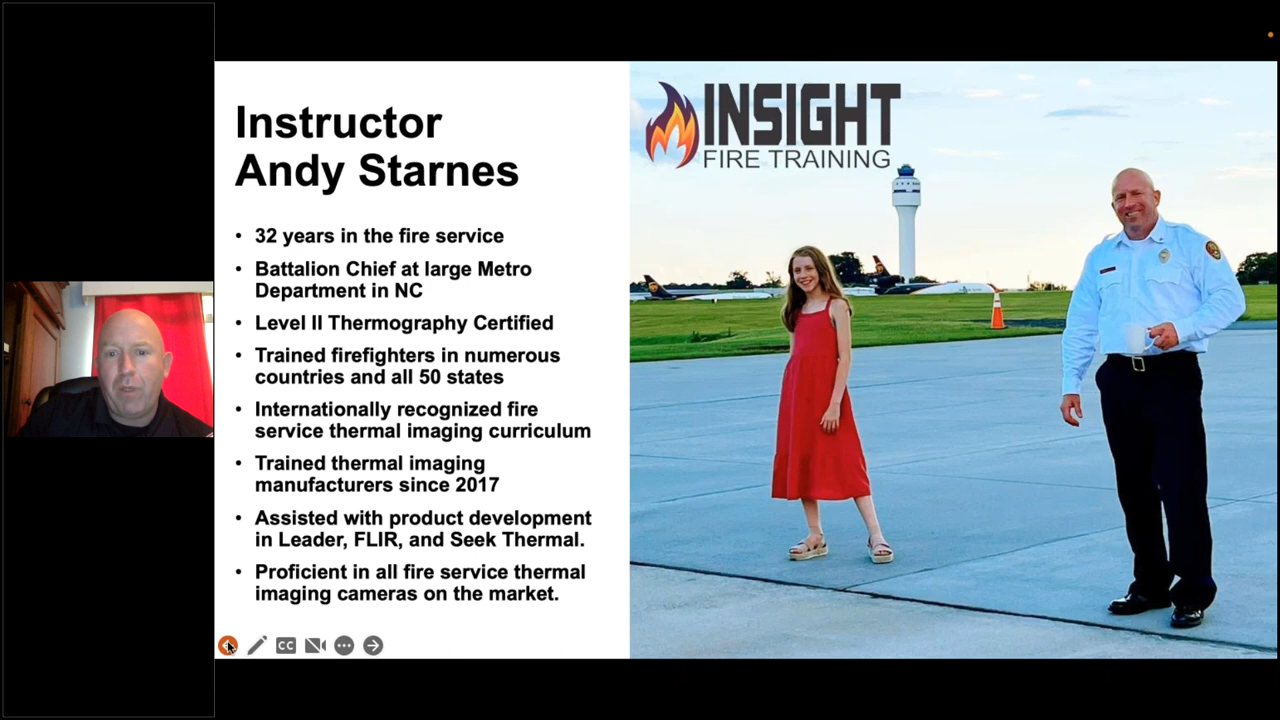 Instructor
Andy Starnes
• 32 years in the fire service
• Battalion Chief at large Metro
Department in NC
• Level II Thermography Certified
• Trained firefighters in numerous
countries and all 50 states
• Internationally recognized fire
service thermal imaging curriculum
• Trained thermal imaging
manufacturers since 2017
• Assisted with product development
in Leader, FLIR, and Seek Thermal.
• Proficient in all fire service thermal
imaging cameras on the market.
CC
INSIGHT
FIRE TRAINING